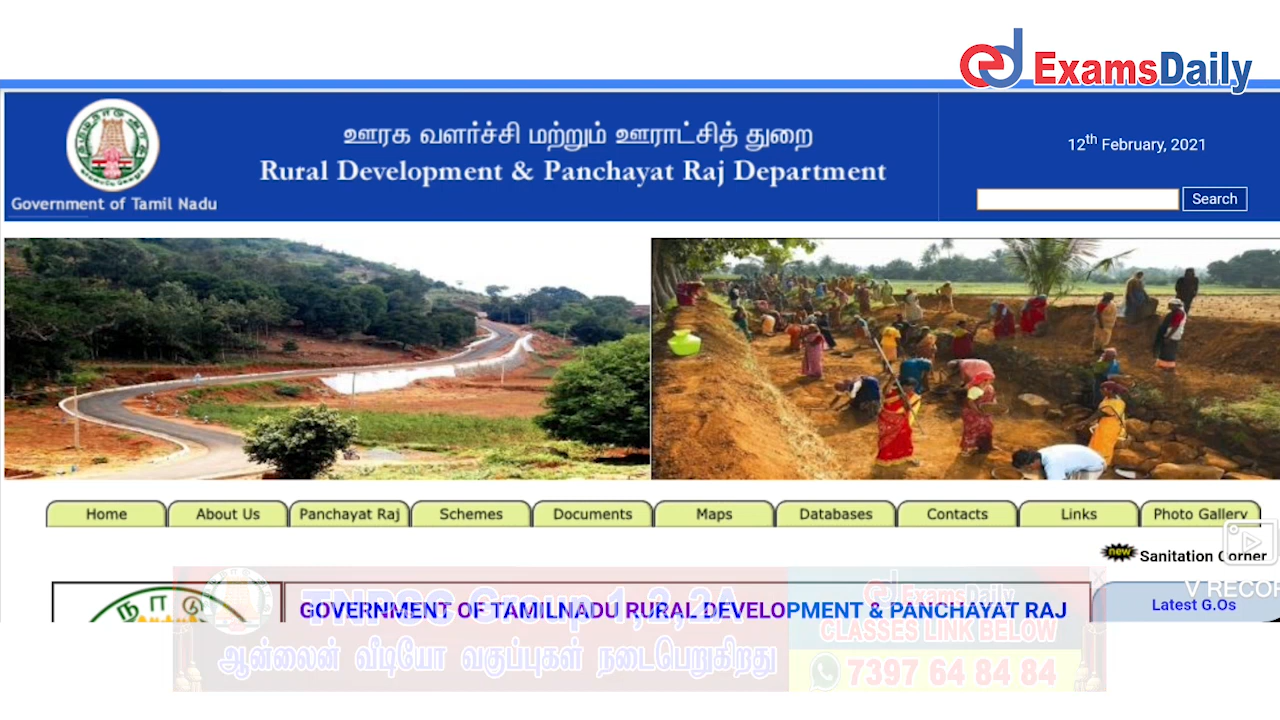 ExamsDaily
ஊரக வளர்ச்சி மற்றும் ஊராட்சித் துறை
Rural Development & Panchayat Raj Department
Government of Tamil Nadu
12th February, 2021
Search
Home
About Us
Panchayat Raj
Schemes
Documents
Maps
Databases
Contacts
Links
Photo Gallery
new Sanitation Corner
V RECOR
GOVERNMENT OF TAMILNADU RURAL DEVELOPMENT & PANCHAYAT RAJ
Latest G.Os
TNPSC Group 1,2,2A
ஆன்லைன் வீடியோ வகுப்புகள் நடைபெறுகிறது
ExamsDaily
CLASSES LINK BELOW
7397 64 84 84